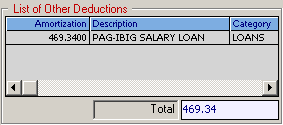 List of Other Deductions
Amortization Description Category
469.3400 PAG-IBIG SALARY LOAN LOANS
Total 469.34